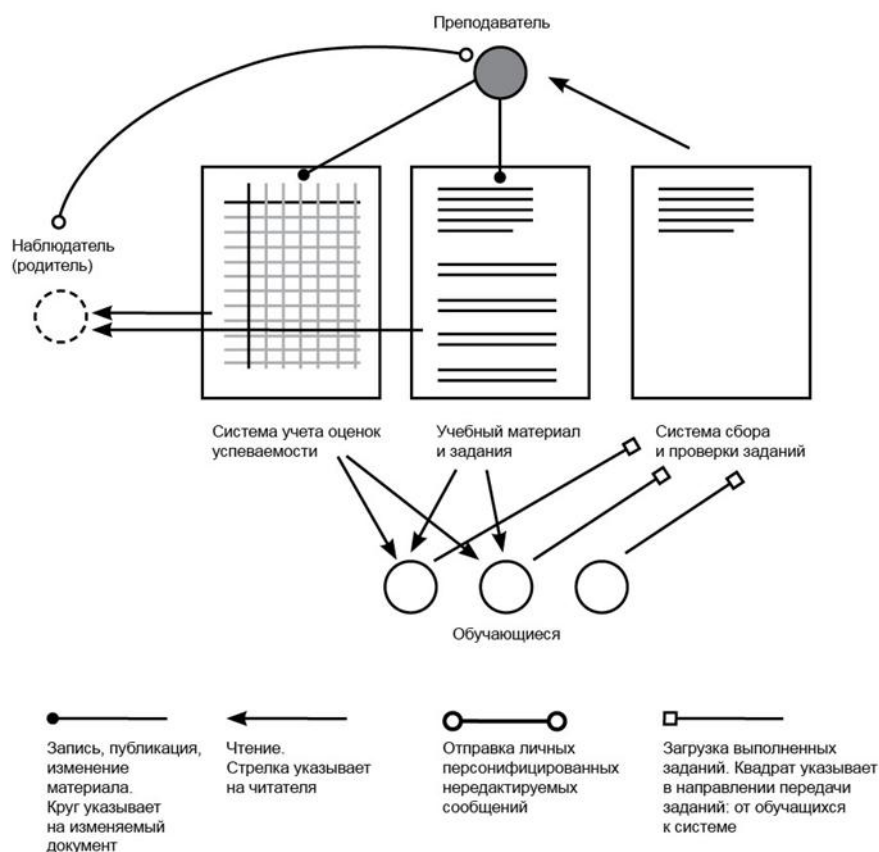 Преподаватель
Наблюдатель
(родитель)
Система учета оценок
успеваемости
Учебный материал
и задания
Система сбора
и проверки заданий
Обучающиеся
Запись, публикация,
изменение
материала.
Круг указывает
на изменяемый
документ
Чтение.
Стрелка указывает
на читателя
Отправка личных
персонифицированных
нередактируемых
сообщений
Загрузка выполненных
заданий. Квадрат указывает
в направлении передачи
заданий: от обучащихся
к системе